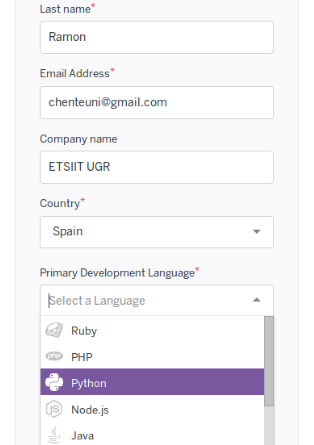 Last name*
Ramon
Email Address*
chenteuni@gmail.com
Company name
ETSIIT UGR
Country*
Spain
Primary Development Language*
Select a Language
Ruby
php PHP
Python
Node.js
Java